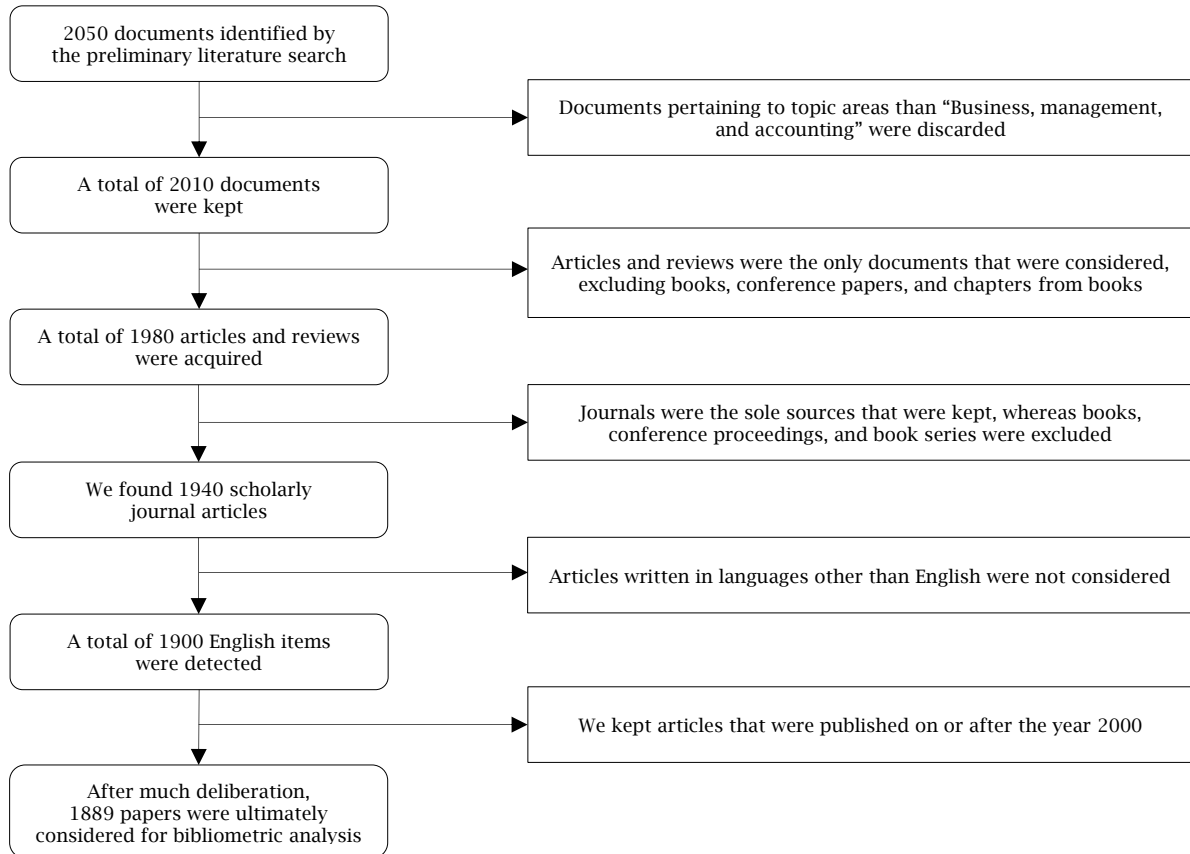 2050 documents identified by
the preliminary literature search
Documents pertaining to topic areas than “Business, management,
and accounting” were discarded
A total of 2010 documents
were kept
Articles and reviews were the only documents that were considered,
excluding books, conference papers, and chapters from books
A total of 1980 articles and reviews
were acquired
Journals were the sole sources that were kept, whereas books,
conference proceedings, and book series were excluded
We found 1940 scholarly
journal articles
Articles written in languages other than English were not considered
A total of 1900 English items
were detected
We kept articles that were published on or after the year 2000
After much deliberation,
1889 papers were ultimately
considered for bibliometric analysis